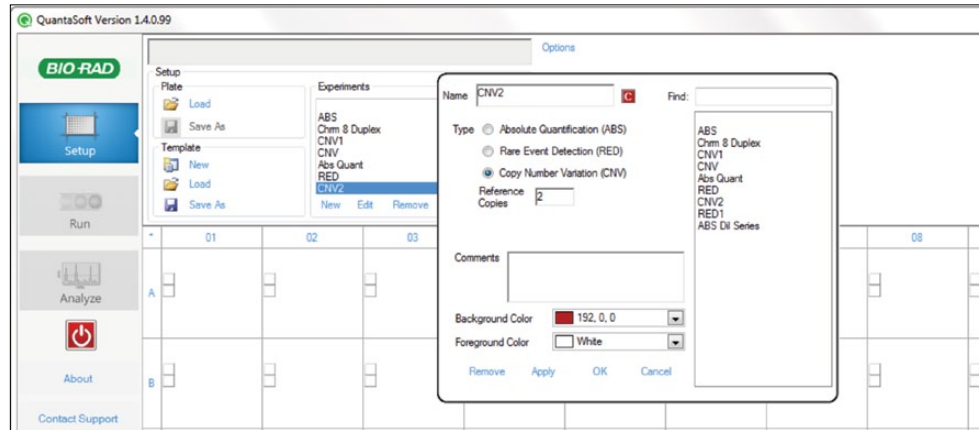 QuantaSoft Version 1.4.0.99
BIO-RAD
Setup
Run
Analyze
About
Contact Support
Options
Setup
Plate
Load
Save As
Template
New
Load
Save As
Experiments
ABS
Chrm 8 Duplex
CNV1
CNV
Abs Quant
RED
CNV2
New Edit Remove
Name CNV2 C Find:
Type Absolute Quantification (ABS)
Rare Event Detection (RED)
Copy Number Variation (CNV)
Reference
Copies 2
Comments
Background Color 192, 0, 0
Foreground Color White
Remove Apply OK Cancel
ABS
Chrm 8 Duplex
CNV1
CNV
Abs Quant
RED
CNV2
RED1
ABS Dil Series
01 02 03 08
A
B